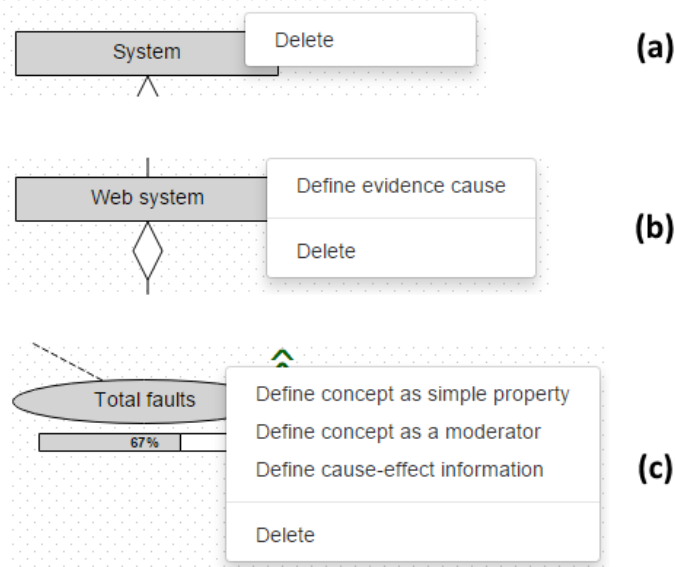 System
Delete
(a)
Web system
Define evidence cause
Delete
(b)
Total faults
67%
Define concept as simple property
Define concept as a moderator
Define cause-effect information
Delete
(c)